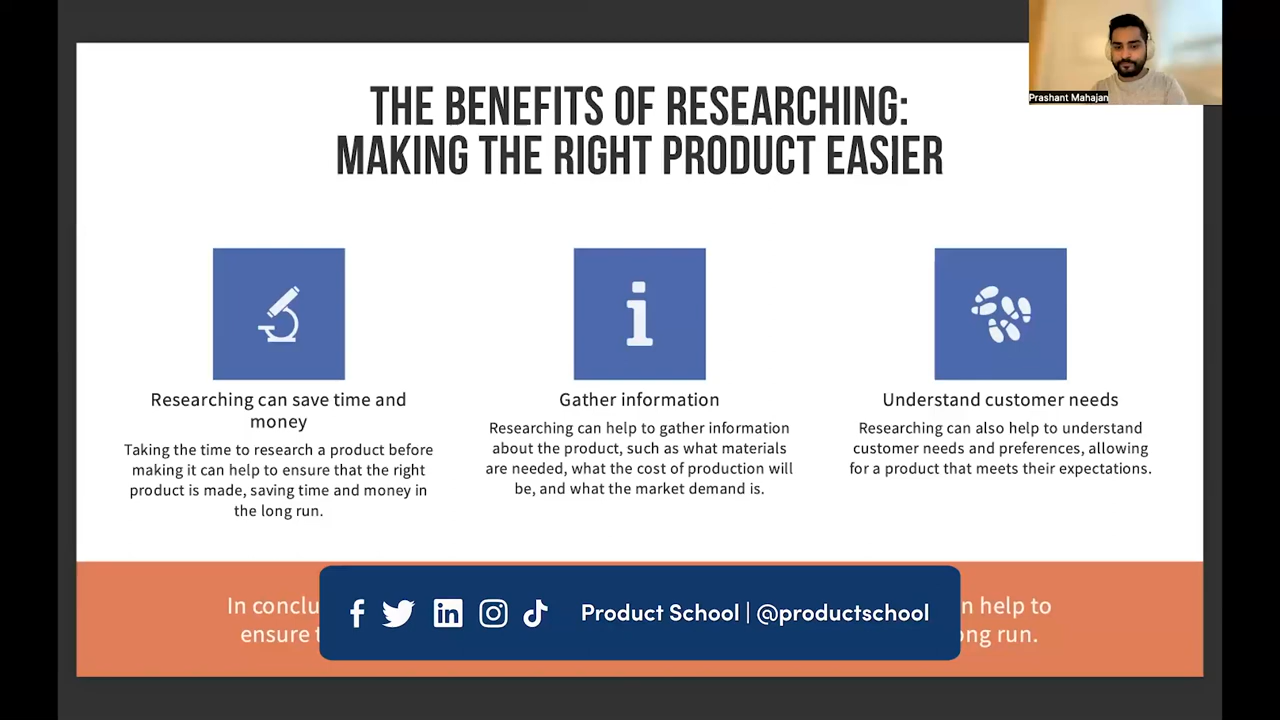 THE BENEFITS OF RESEARCHING:
MAKING THE RIGHT PRODUCT EASIER
Prashant Mahajan
Researching can save time and
money
Taking the time to research a product before
making it can help to ensure that the right
product is made, saving time and money in
the long run.
Gather information
Researching can help to gather information
about the product, such as what materials
are needed, what the cost of production will
be, and what the market demand is.
Understand customer needs
Researching can also help to understand
customer needs and preferences, allowing
for a product that meets their expectations.
In
help to
ensure
run.
Product School | @productschool